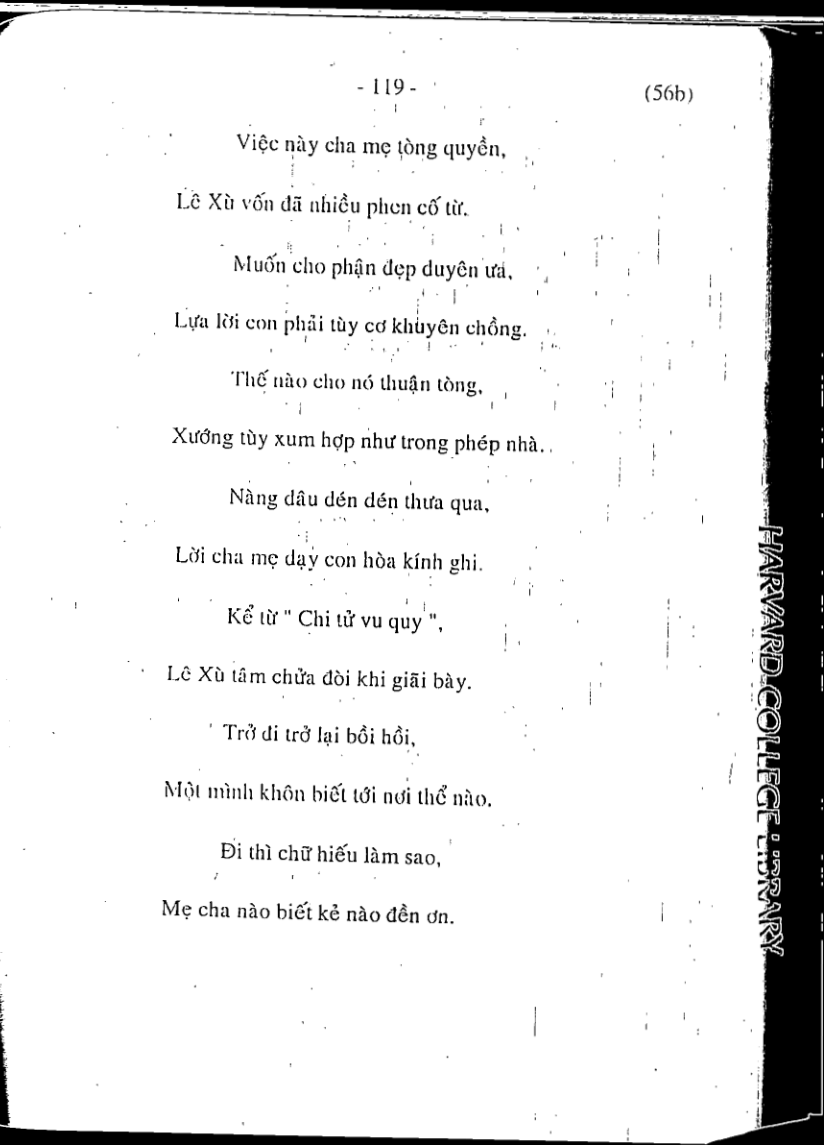 - 119 -
(56b)
Việc này cha mẹ tòng quyền,
Lê Xù vốn đã nhiều phen cố từ.
Muốn cho phận đẹp duyên ưa,
Lựa lời con phải tùy cơ khuyên chồng.
Thế nào cho nó thuận tòng,
Xướng tùy xum hợp như trong phép nhà.
Nàng dâu dén dén thưa qua,
Lời cha mẹ dạy con hòa kính ghi.
Kể từ " Chi tử vu quy ",
Lê Xù tâm chửa đòi khi giãi bày.
Trở đi trở lại bồi hồi,
Một mình khôn biết tới nơi thể nào.
Đi thì chữ hiếu làm sao,
Mẹ cha nào biết kẻ nào đền ơn.
HARVARD COLLEGE LIBRARY